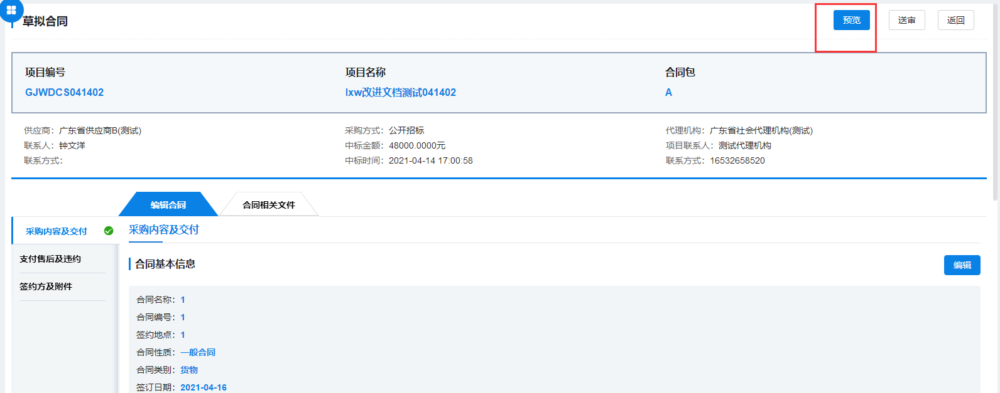 草拟合同
预览 送审 返回
项目编号 项目名称 合同包
GJWDCS041402 lxw改进文档测试041402 A
供应商：广东省供应商B(测试) 采购方式：公开招标 代理机构：广东省社会代理机构(测试)
联系人：钟文洋 中标金额：48000.0000元 项目联系人：测试代理机构
联系方式： 中标时间：2021-04-14 17:00:58 联系方式：16532658520
编辑合同 合同相关文件
采购内容及交付 采购内容及交付
支付售后及违约 合同基本信息 编辑
签约方及附件
合同名称：1
合同编号：1
签约地点：1
合同性质：一般合同
合同类别：货物
签订日期：2021-04-16